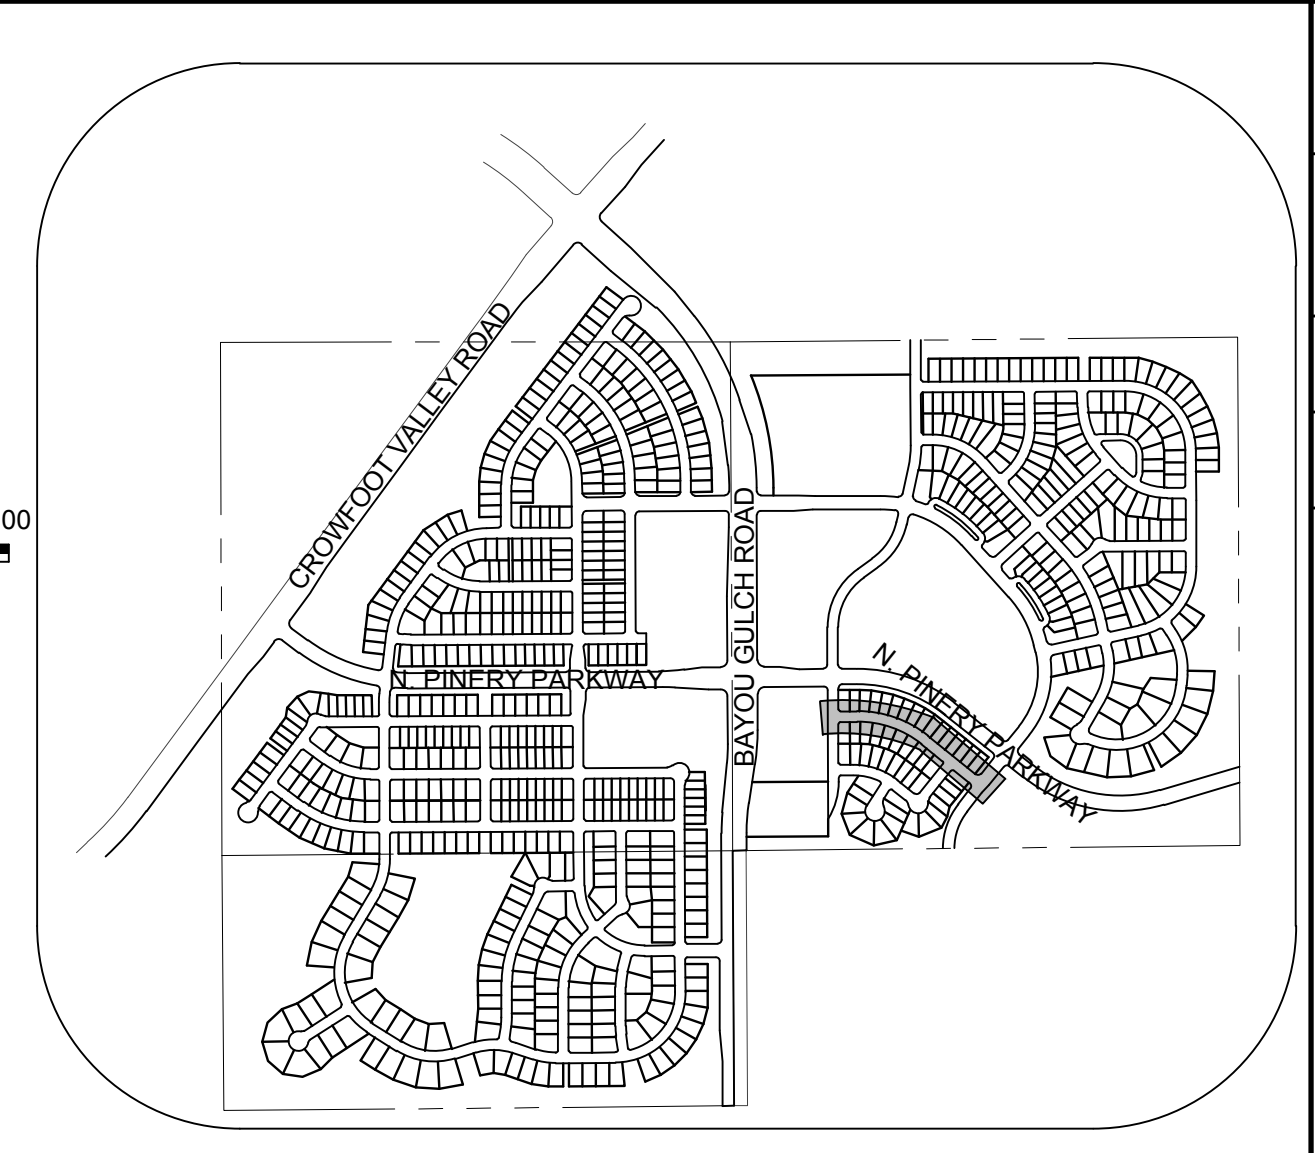 CROWFOOT VALLEY ROAD
00
BAYOU GULCH ROAD
N. PINERY PARKWAY
N. PINERY PARKWAY